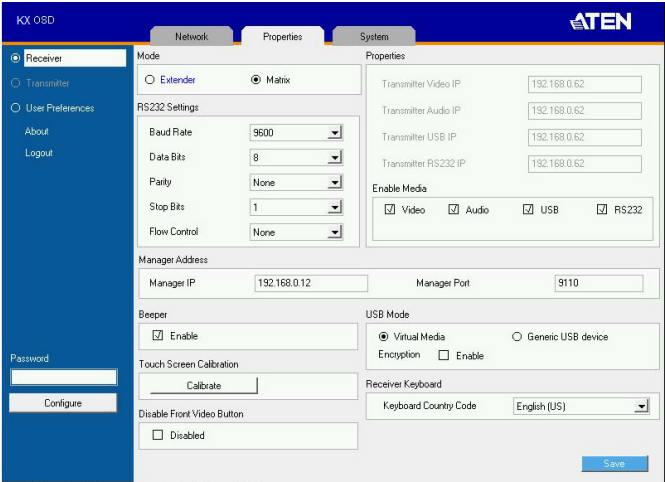 KX OSD
ATEN
Network Properties System
Receiver
Transmitter
User Preferences
About
Logout
Password
Configure
Mode
Extender Matrix
RS232 Settings
Baud Rate 9600
Data Bits 8
Parity None
Stop Bits 1
Flow Control None
Properties
Transmitter Video IP 192.168.0.62
Transmitter Audio IP 192.168.0.62
Transmitter USB IP 192.168.0.62
Transmitter RS232 IP 192.168.0.62
Enable Media
Video Audio USB RS232
Manager Address
Manager IP 192.168.0.12 Manager Port 9110
Beeper
Enable
Touch Screen Calibration
Calibrate
Disable Front Video Button
Disabled
USB Mode
Virtual Media Generic USB device
Encryption Enable
Receiver Keyboard
Keyboard Country Code English (US)
Save